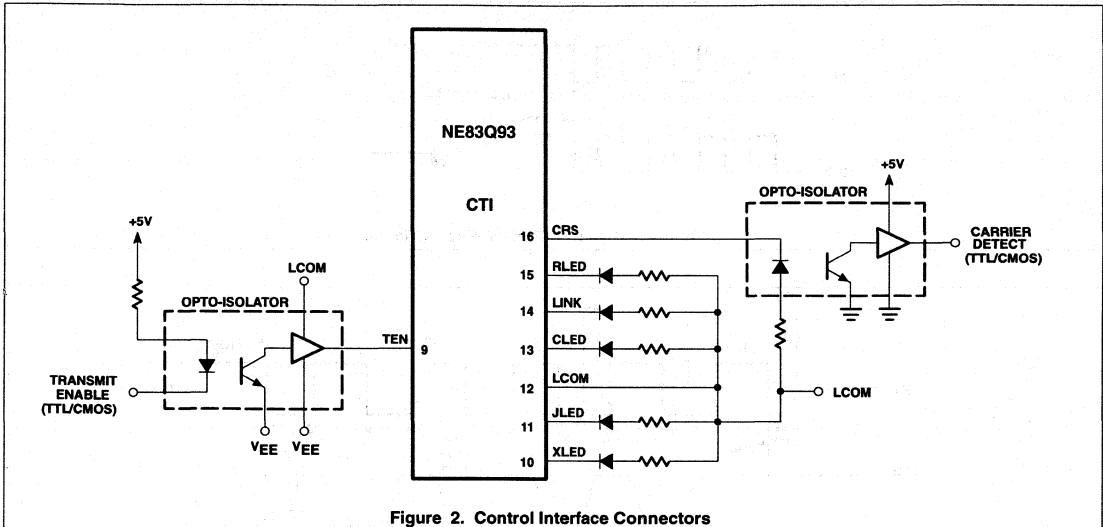 NE83Q93
CTI
+5V
LCOM
OPTO-ISOLATOR
TRANSMIT
ENABLE
(TTL/CMOS)
VEE
VEE
TEN
9
16 CRS
15 RLED
14 LINK
13 CLED
12 LCOM
11 JLED
10 XLED
+5V
OPTO-ISOLATOR
CARRIER
DETECT
(TTL/CMOS)
LCOM
Figure 2. Control Interface Connectors